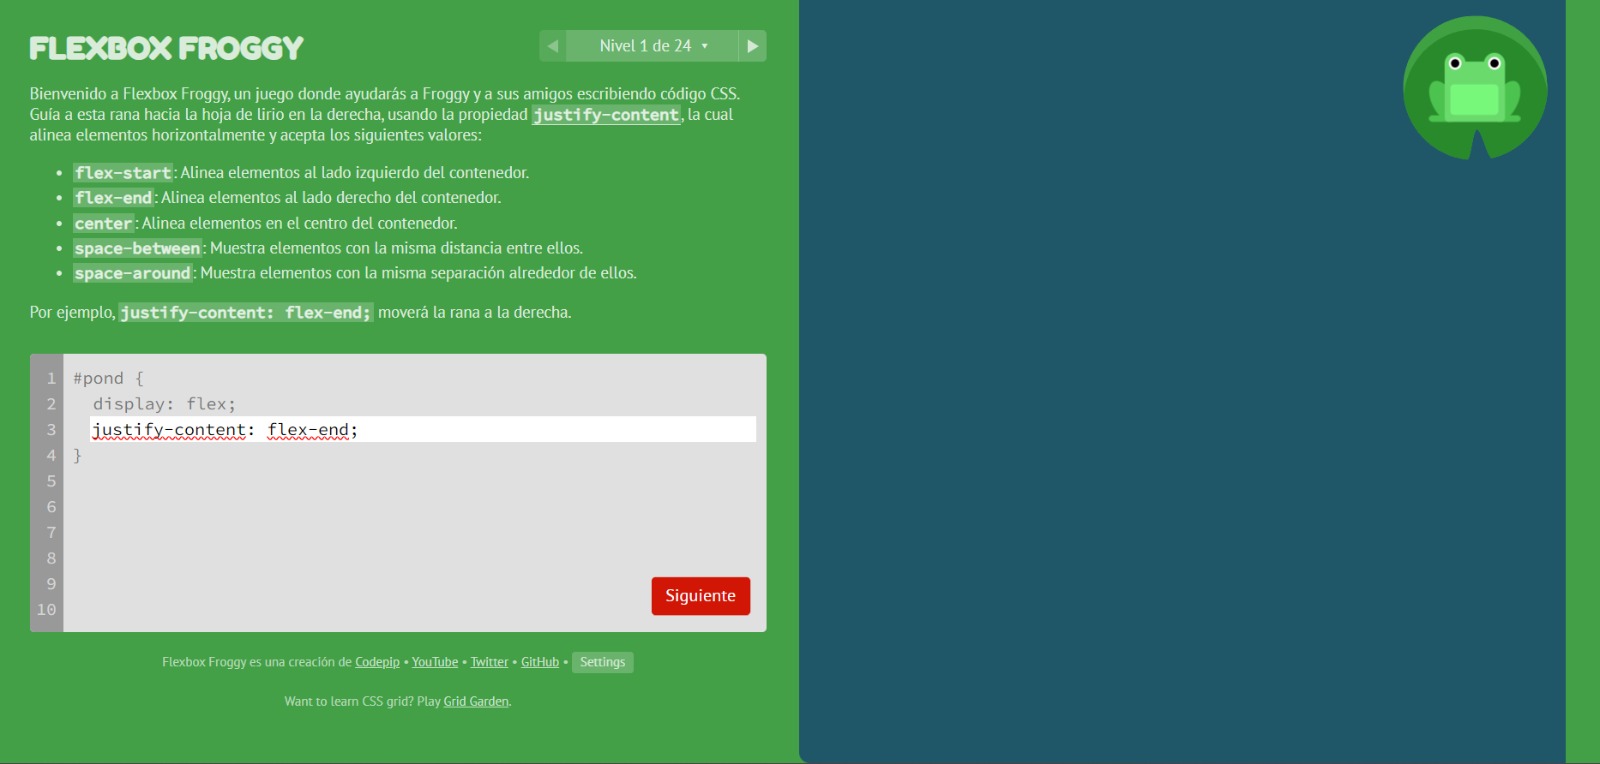 FLEXBOX FROGGY
◀ Nivel 1 de 24 ▾ ▶
Bienvenido a Flexbox Froggy, un juego donde ayudarás a Froggy y a sus amigos escribiendo código CSS.
Guía a esta rana hacia la hoja de lirio en la derecha, usando la propiedad justify-content, la cual
alinea elementos horizontalmente y acepta los siguientes valores:
• flex-start: Alinea elementos al lado izquierdo del contenedor.
• flex-end: Alinea elementos al lado derecho del contenedor.
• center: Alinea elementos en el centro del contenedor.
• space-between: Muestra elementos con la misma distancia entre ellos.
• space-around: Muestra elementos con la misma separación alrededor de ellos.
Por ejemplo, justify-content: flex-end; moverá la rana a la derecha.
1 #pond {
2 display: flex;
3 justify-content: flex-end;
4 }
5
6
7
8
9
10
Siguiente
Flexbox Froggy es una creación de Codepip • YouTube • Twitter • GitHub • Settings
Want to learn CSS grid? Play Grid Garden.